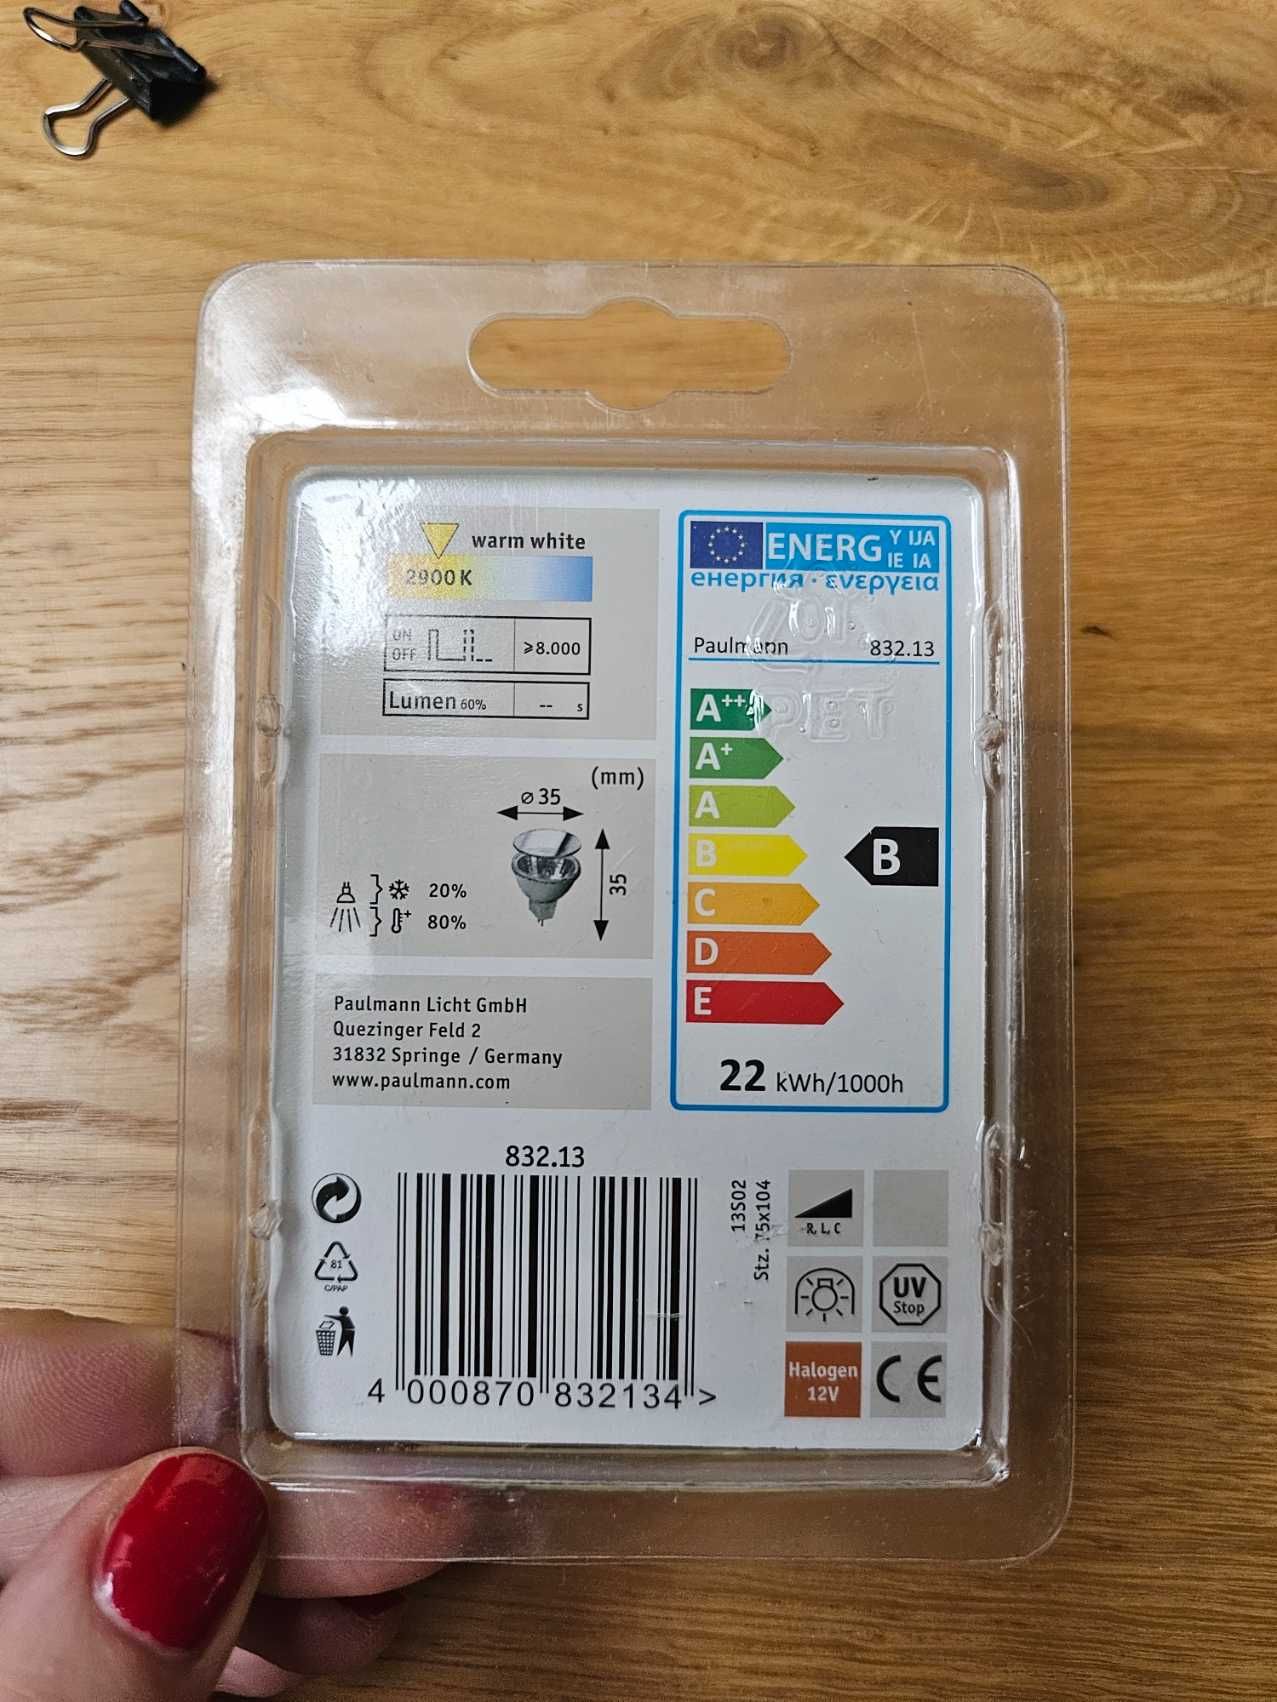 warm white
2900 K
ON
OFF
≥8.000
Lumen 60%
-- s
(mm)
⌀ 35
35
20%
80%
Paulmann Licht GmbH
Quezinger Feld 2
31832 Springe / Germany
www.paulmann.com
ENERG Y IJA
IE IA
енергия · ενεργεια
Paulmann 832.13
01
PET
A++
A+
A
B
C
D
E
B
22 kWh/1000h
832.13
4 000870 832134 >
81
C/PAP
13S02
Stz. 75x104
R, L, C
UV
Stop
Halogen
12V
CE